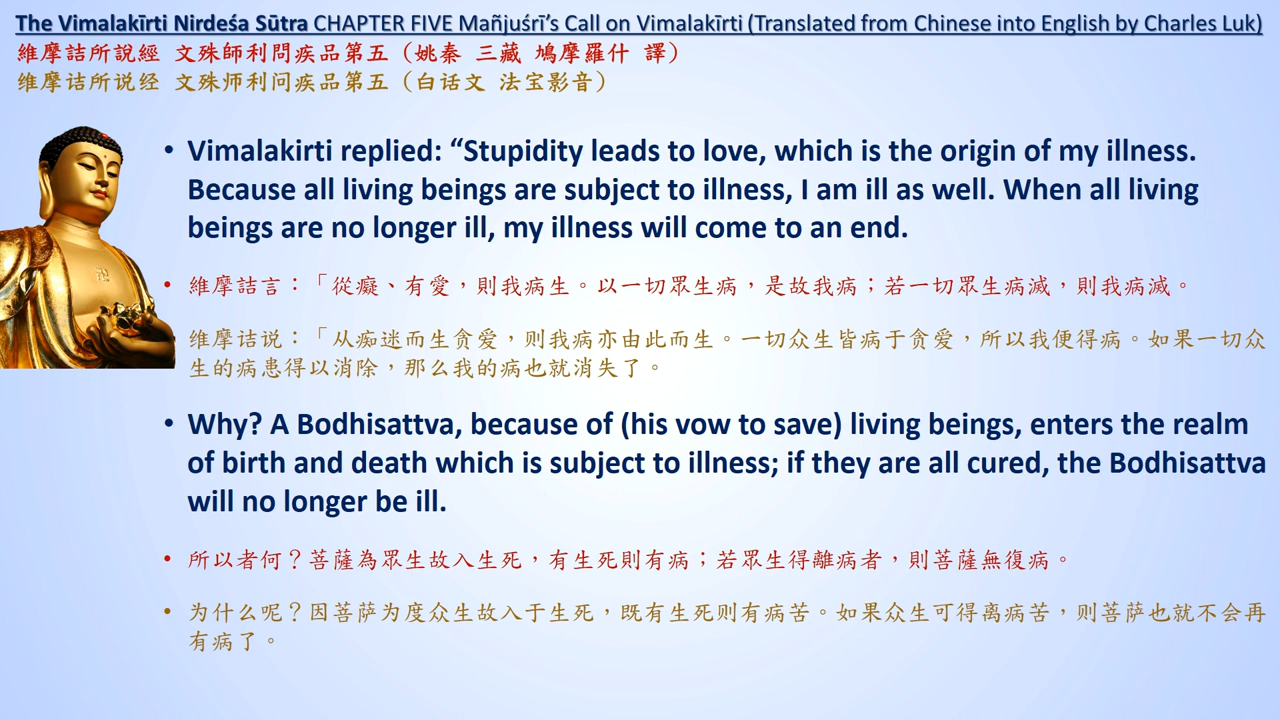 The Vimalakīrti Nirdeśa Sūtra CHAPTER FIVE Mañjuśrī’s Call on Vimalakīrti (Translated from Chinese into English by Charles Luk)
維摩詰所說經 文殊師利問疾品第五（姚秦 三藏 鳩摩羅什 譯）
维摩诘所说经 文殊师利问疾品第五（白话文 法宝影音）
• Vimalakirti replied: “Stupidity leads to love, which is the origin of my illness.
Because all living beings are subject to illness, I am ill as well. When all living
beings are no longer ill, my illness will come to an end.
• 維摩詰言：「從癡、有愛，則我病生。以一切眾生病，是故我病；若一切眾生病滅，則我病滅。
维摩诘说：「从痴迷而生贪爱，则我病亦由此而生。一切众生皆病于贪爱，所以我便得病。如果一切众
生的病患得以消除，那么我的病也就消失了。
• Why? A Bodhisattva, because of (his vow to save) living beings, enters the realm
of birth and death which is subject to illness; if they are all cured, the Bodhisattva
will no longer be ill.
• 所以者何？菩薩為眾生故入生死，有生死則有病；若眾生得離病者，則菩薩無復病。
• 为什么呢？因菩萨为度众生故入于生死，既有生死则有病苦。如果众生可得离病苦，则菩萨也就不会再
有病了。